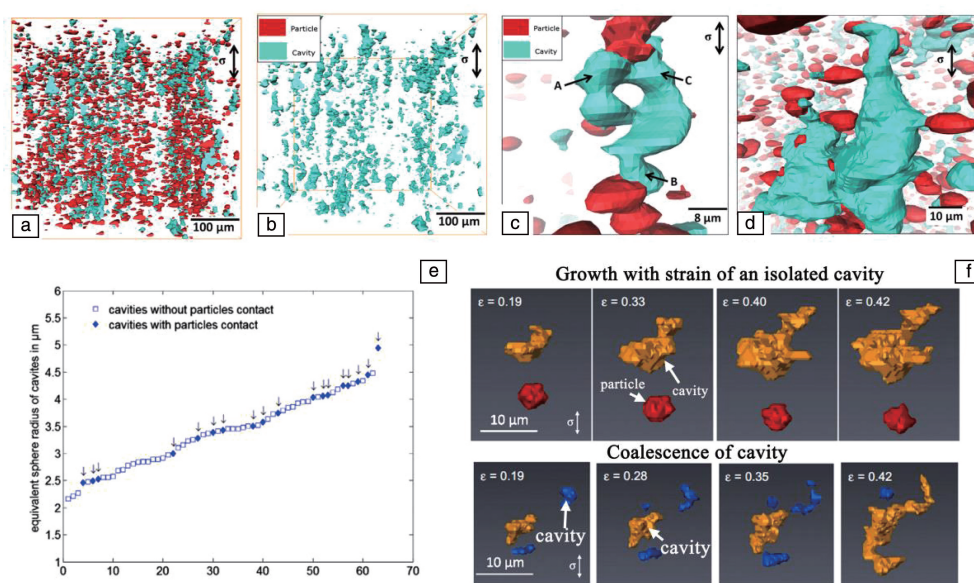 Particle
Cavity
σ
100 μm
a
Particle
Cavity
σ
100 μm
b
Particle
Cavity
σ
A
C
B
8 μm
c
σ
10 μm
d
e
equivalent sphere radius of cavites in μm
6
5.5
5
4.5
4
3.5
3
2.5
2
1.5
1
cavities without particles contact
cavities with particles contact
0 10 20 30 40 50 60 70
Growth with strain of an isolated cavity
f
ε = 0.19
ε = 0.33
ε = 0.40
ε = 0.42
particle
cavity
10 μm
σ
Coalescence of cavity
ε = 0.19
ε = 0.28
ε = 0.35
ε = 0.42
cavity
cavity
10 μm
σ